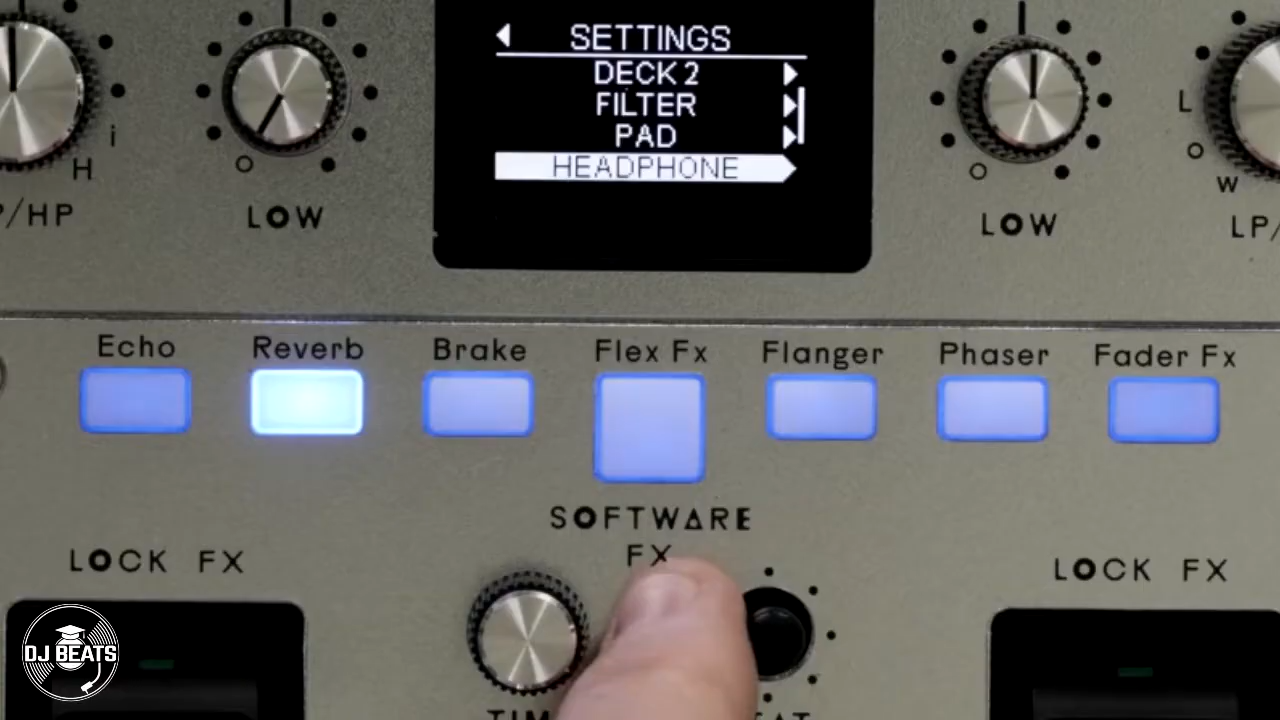 SETTINGS
DECK 2
FILTER
PAD
HEADPHONE
i
H
/HP
LOW
LOW
L
W
LP/
Echo
Reverb
Brake
Flex Fx
Flanger
Phaser
Fader Fx
SOFTWARE
FX
LOCK FX
LOCK FX
DJ BEATS